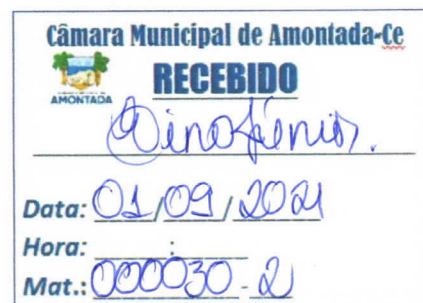 Câmara Municipal de Amontada-Ce
RECEBIDO
AMONTADA
Data: 01/09/2021
Hora: :
Mat.: 000030-2